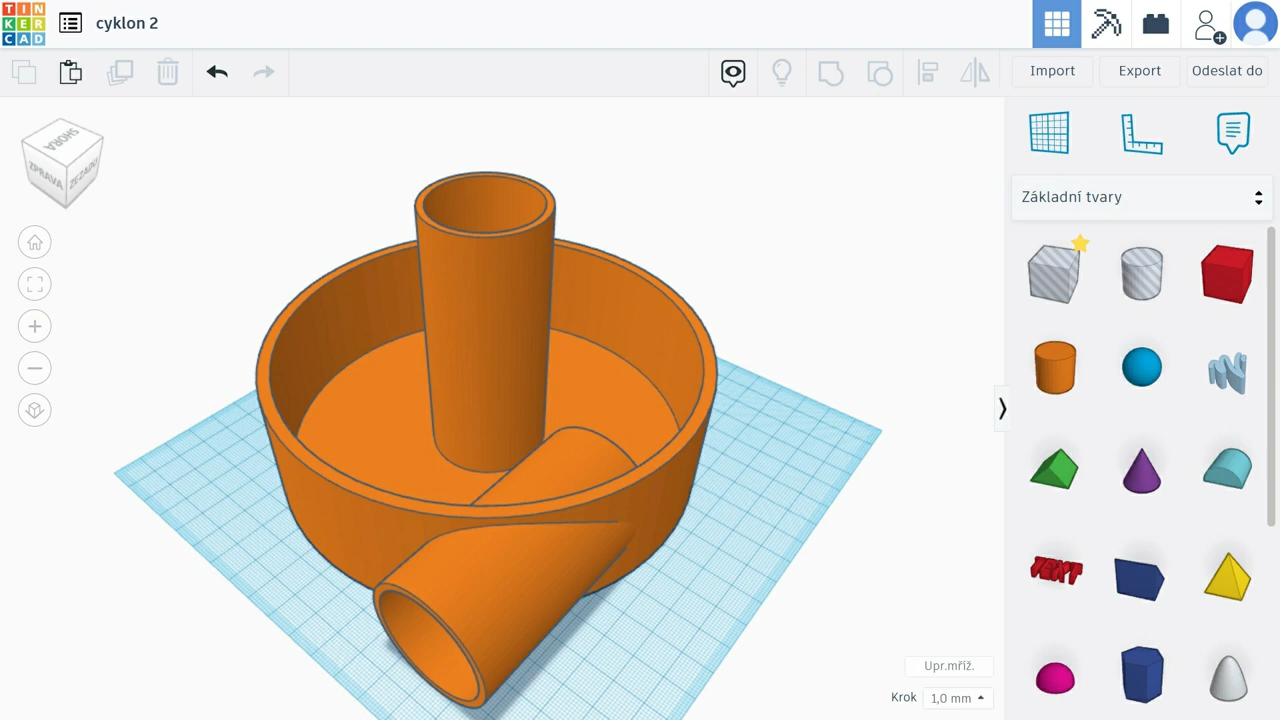 TIN
KER
CAD
cyklon 2
Import
Export
Odeslat do
SHORA
ZPRAVA
ZEZADU
Základní tvary
TEXT
Upr.mříž.
Krok
1,0 mm